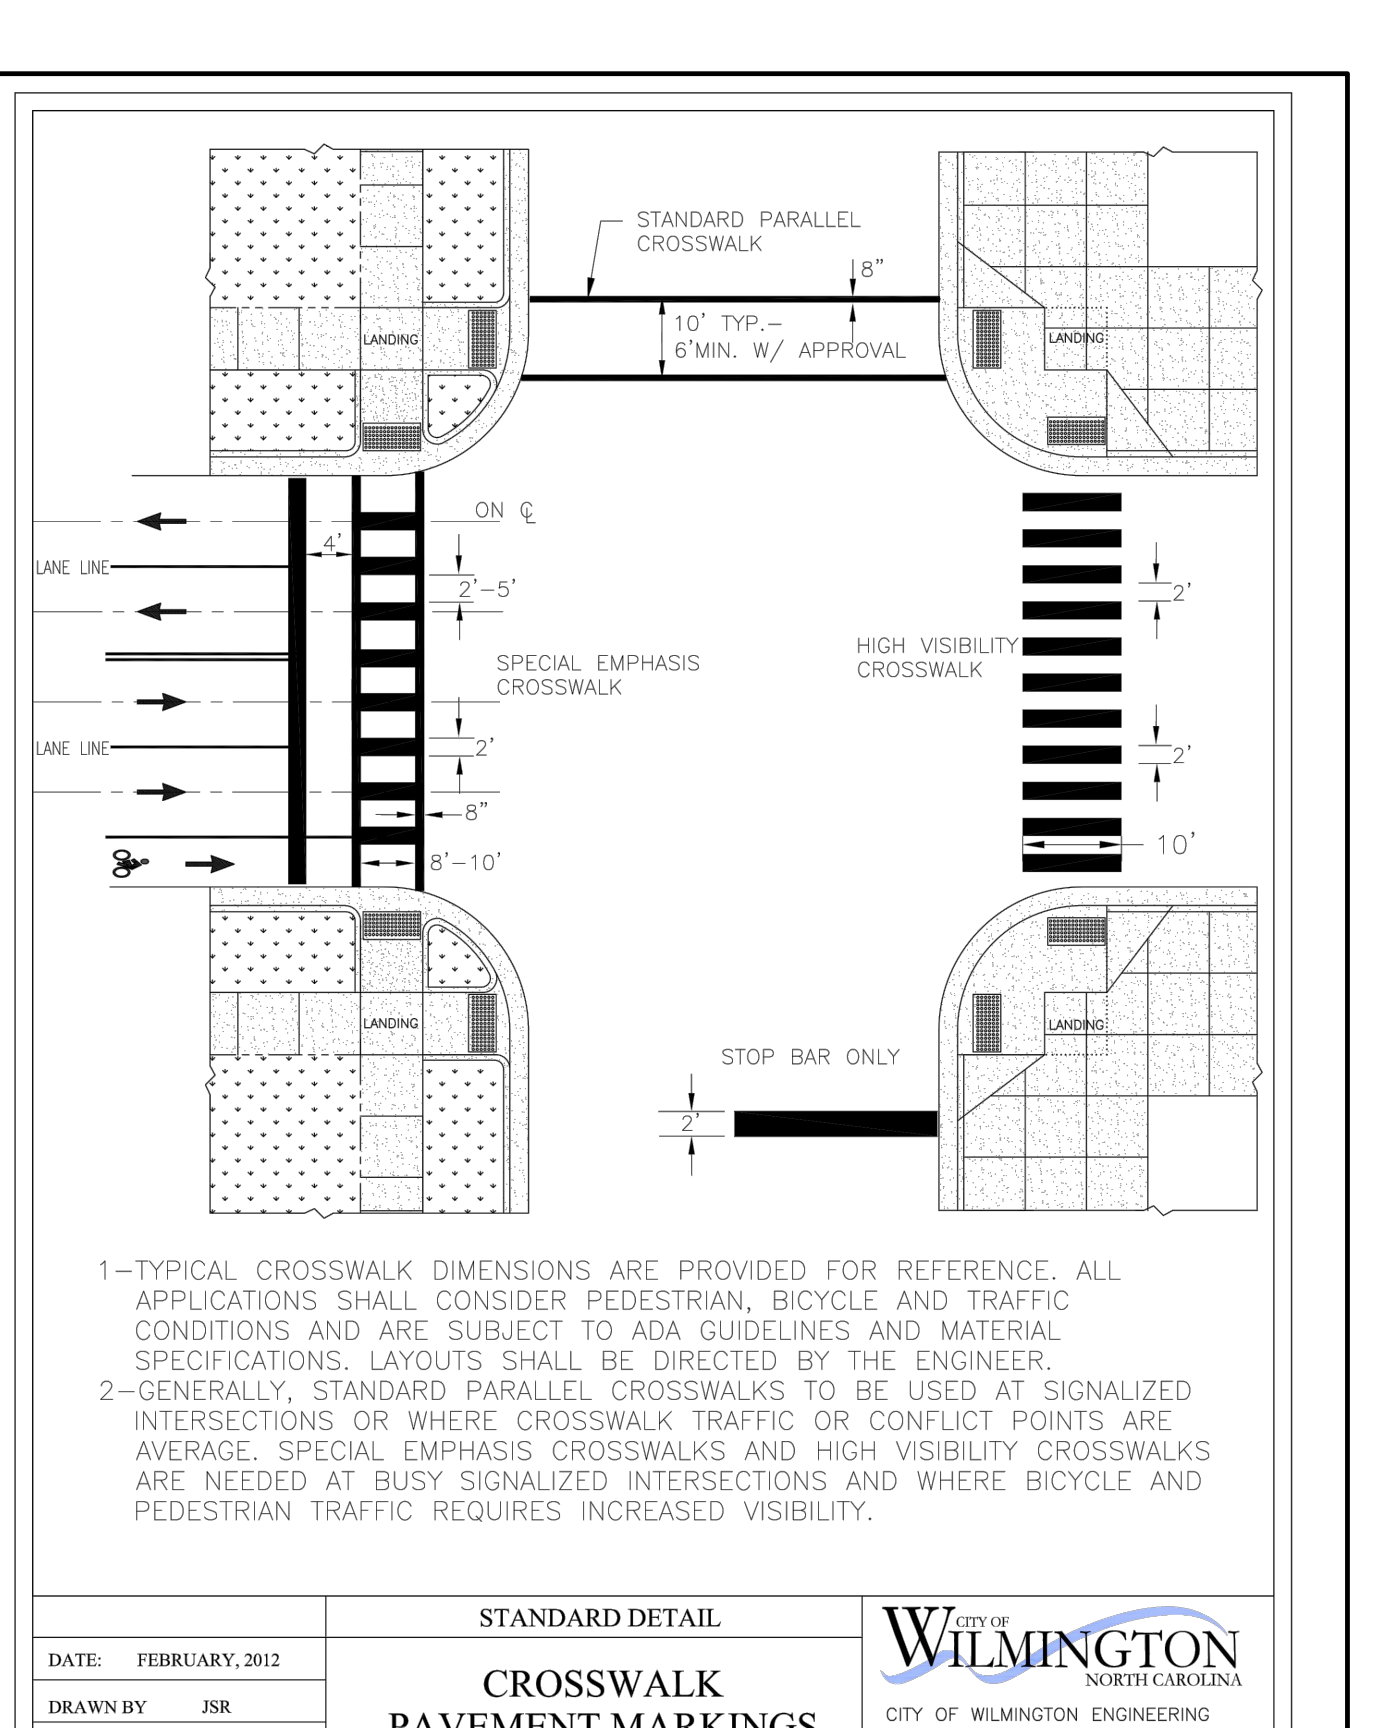 STANDARD PARALLEL
CROSSWALK
8"
10' TYP.–
6'MIN. W/ APPROVAL
LANDING
LANDING
ON ℄
4'
LANE LINE
2'–5'
2'
HIGH VISIBILITY
CROSSWALK
SPECIAL EMPHASIS
CROSSWALK
LANE LINE
2'
2'
8"
10'
8'–10'
LANDING
LANDING
STOP BAR ONLY
2'
1–TYPICAL CROSSWALK DIMENSIONS ARE PROVIDED FOR REFERENCE. ALL
APPLICATIONS SHALL CONSIDER PEDESTRIAN, BICYCLE AND TRAFFIC
CONDITIONS AND ARE SUBJECT TO ADA GUIDELINES AND MATERIAL
SPECIFICATIONS. LAYOUTS SHALL BE DIRECTED BY THE ENGINEER.
2–GENERALLY, STANDARD PARALLEL CROSSWALKS TO BE USED AT SIGNALIZED
INTERSECTIONS OR WHERE CROSSWALK TRAFFIC OR CONFLICT POINTS ARE
AVERAGE. SPECIAL EMPHASIS CROSSWALKS AND HIGH VISIBILITY CROSSWALKS
ARE NEEDED AT BUSY SIGNALIZED INTERSECTIONS AND WHERE BICYCLE AND
PEDESTRIAN TRAFFIC REQUIRES INCREASED VISIBILITY.
STANDARD DETAIL
DATE: FEBRUARY, 2012
DRAWN BY JSR
CROSSWALK
PAVEMENT MARKINGS
CITY OF
WILMINGTON
NORTH CAROLINA
CITY OF WILMINGTON ENGINEERING